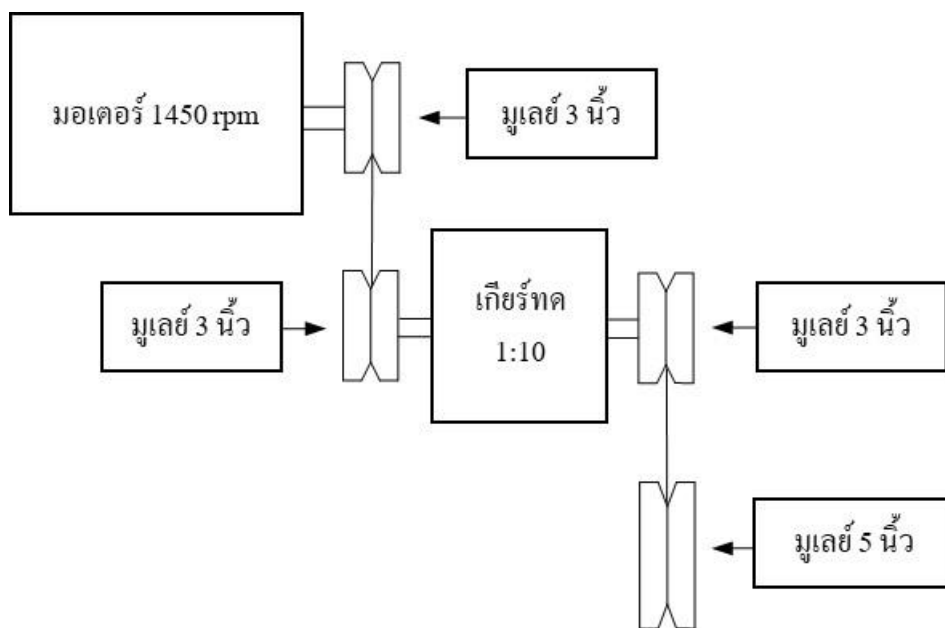 มอเตอร์ 1450 rpm
มูเลย์ 3 นิ้ว
มูเลย์ 3 นิ้ว
เกียร์ทด
1:10
มูเลย์ 3 นิ้ว
มูเลย์ 5 นิ้ว